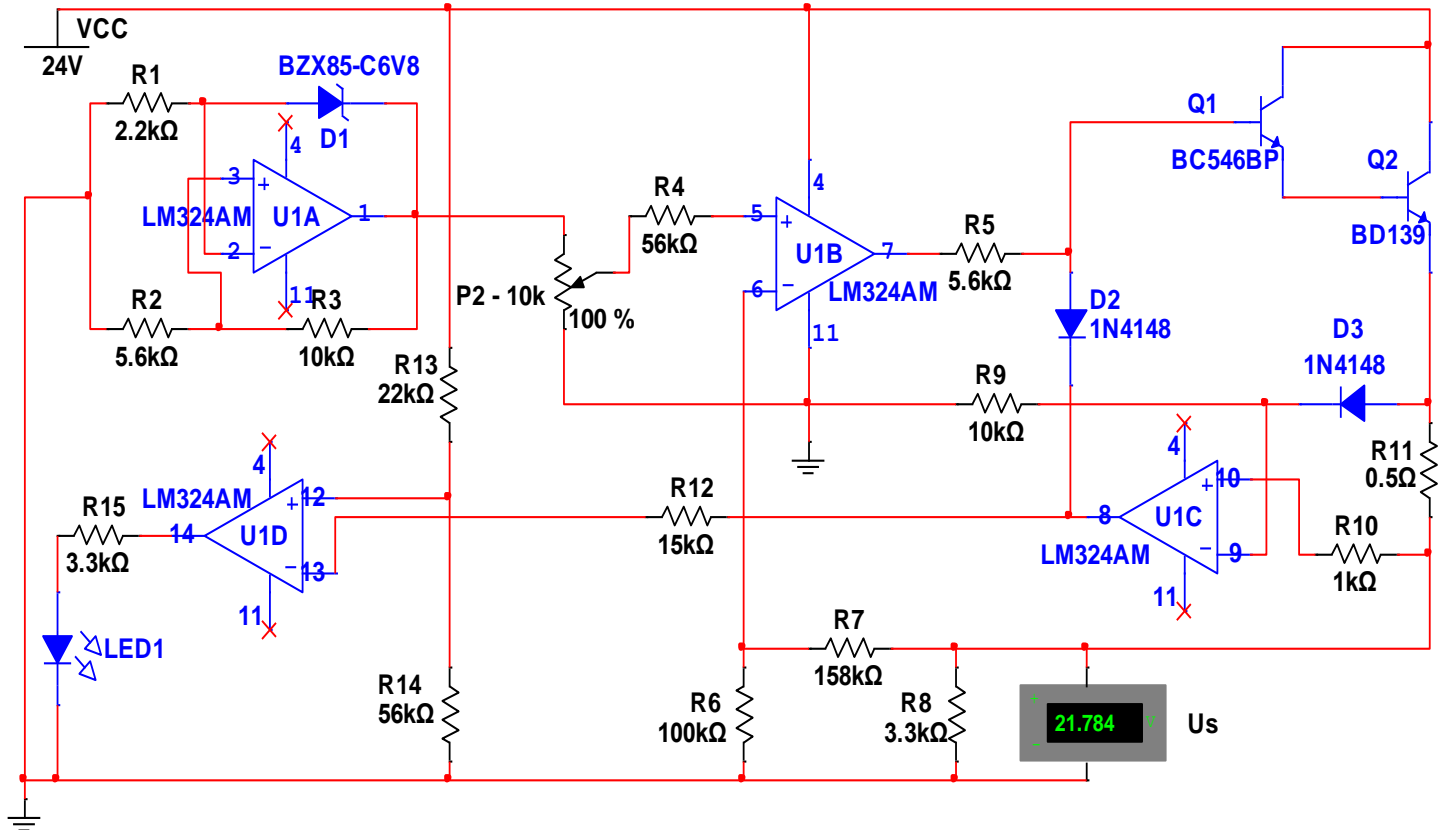 VCC
24V
R1
2.2kΩ
BZX85-C6V8
D1
4
3
+
LM324AM
U1A
1
2
−
11
R2
5.6kΩ
R3
10kΩ
R4
56kΩ
P2 - 10k
100 %
4
5
+
U1B
7
LM324AM
6
−
11
R5
5.6kΩ
Q1
BC546BP
Q2
BD139
D2
1N4148
D3
1N4148
R13
22kΩ
R9
10kΩ
R11
0.5Ω
4
LM324AM
12
+
U1D
14
−
13
11
R15
3.3kΩ
R12
15kΩ
4
10
+
8
U1C
LM324AM
−
9
11
R10
1kΩ
LED1
R14
56kΩ
R7
158kΩ
R6
100kΩ
R8
3.3kΩ
+
21.784
V
−
Us